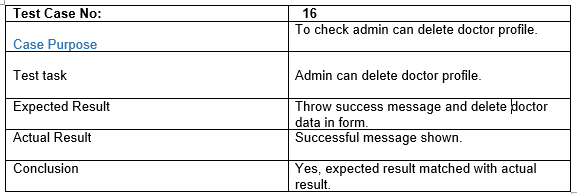 Test Case No: 16
Case Purpose To check admin can delete doctor profile.
Test task Admin can delete doctor profile.
Expected Result Throw success message and delete doctor
data in form.
Actual Result Successful message shown.
Conclusion Yes, expected result matched with actual
result.